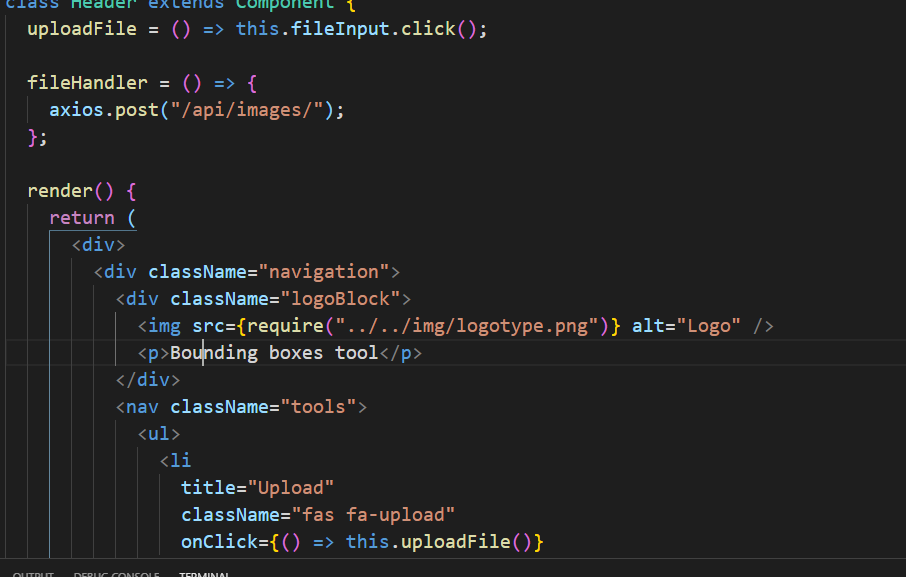 class Header extends Component {
uploadFile = () => this.fileInput.click();
fileHandler = () => {
axios.post("/api/images/");
};
render() {
return (
<div>
<div className="navigation">
<div className="logoBlock">
<img src={require("../../img/logotype.png")} alt="Logo" />
<p>Bounding boxes tool</p>
</div>
<nav className="tools">
<ul>
<li
title="Upload"
className="fas fa-upload"
onClick={() => this.uploadFile()}
OUTPUT DEBUG CONSOLE TERMINAL